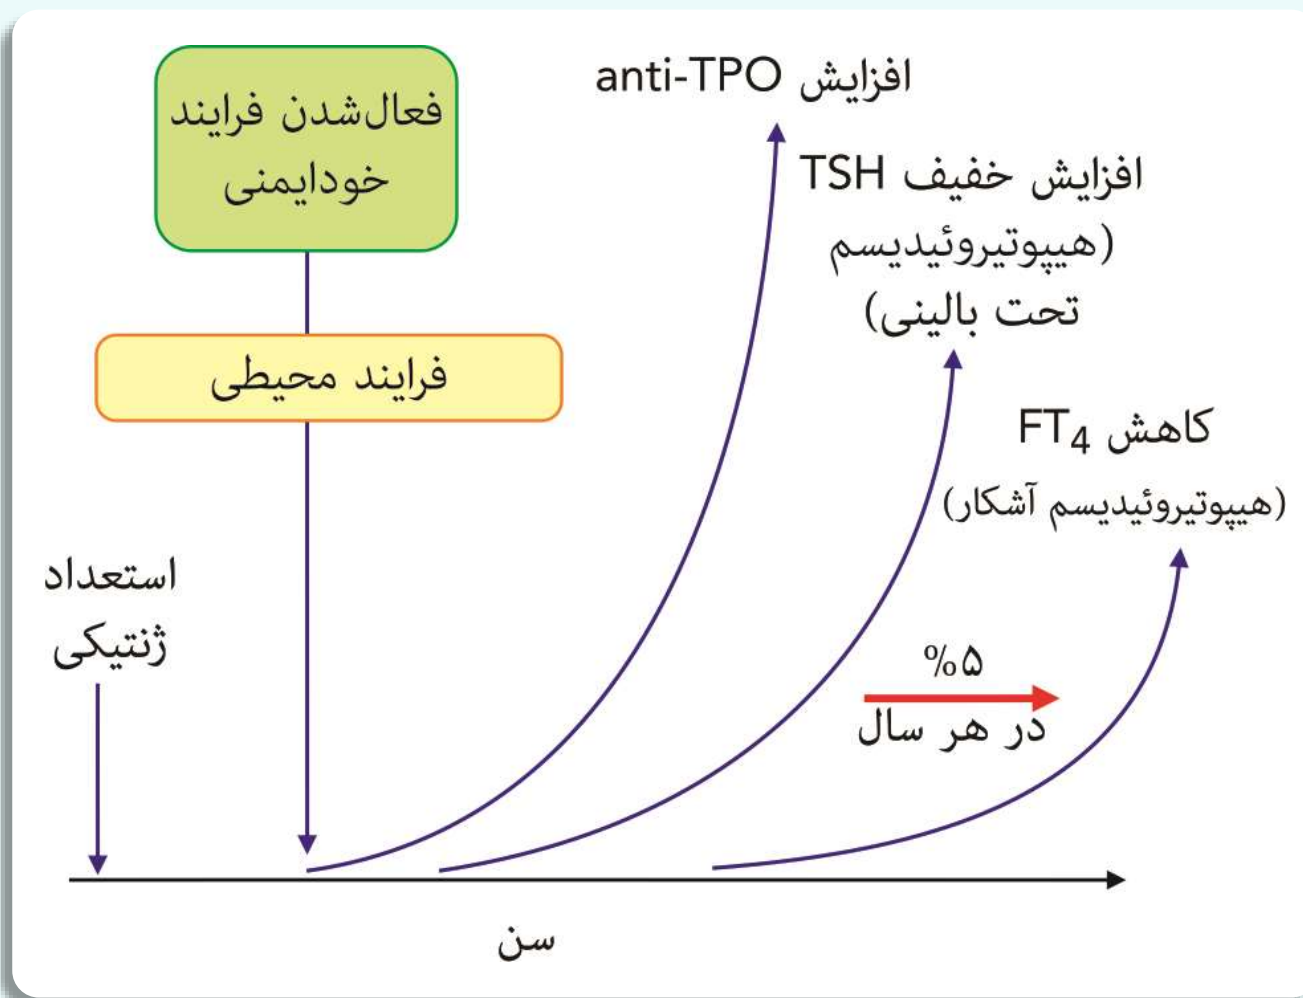 فعال‌شدن فرایند
خودایمنی
فرایند محیطی
استعداد
ژنتیکی
افزایش anti-TPO
افزایش خفیف TSH
(هیپوتیروئیدیسم
تحت بالینی)
کاهش FT₄
(هیپوتیروئیدیسم آشکار)
%۵
در هر سال
سن